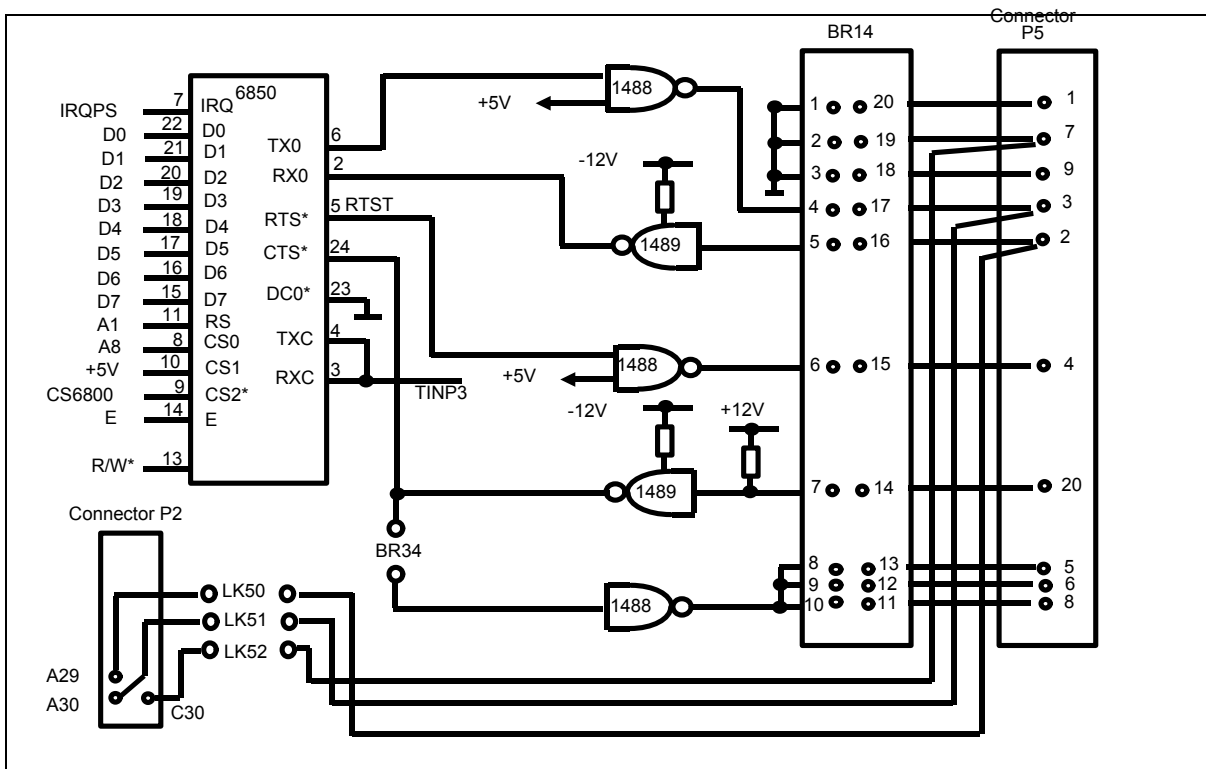 Connector
P5
BR14
6850
1488
+5V
IRQPS 7 IRQ
D0 22 D0
D1 21 D1
D2 20 D2
D3 19 D3
D4 18 D4
D5 17 D5
D6 16 D6
D7 15 D7
A1 11 RS
A8 8 CS0
+5V 10 CS1
CS6800 9 CS2*
E 14 E
R/W* 13
TX0 6
RX0 2
RTS* 5 RTST
CTS* 24
DC0* 23
TXC 4
RXC 3
TINP3
-12V
1489
1488
+5V
-12V
+12V
1489
BR34
1488
1 20 1
2 19 7
3 18 9
4 17 3
5 16 2
6 15 4
7 14 20
8 13 5
9 12 6
10 11 8
Connector P2
LK50
LK51
LK52
A29
A30
C30